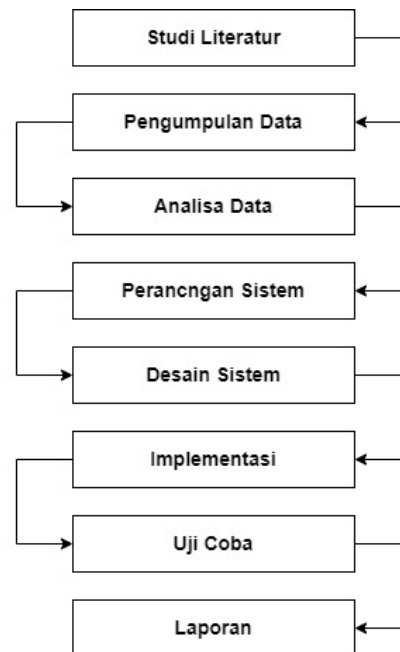 Studi Literatur
Pengumpulan Data
Analisa Data
Perancngan Sistem
Desain Sistem
Implementasi
Uji Coba
Laporan